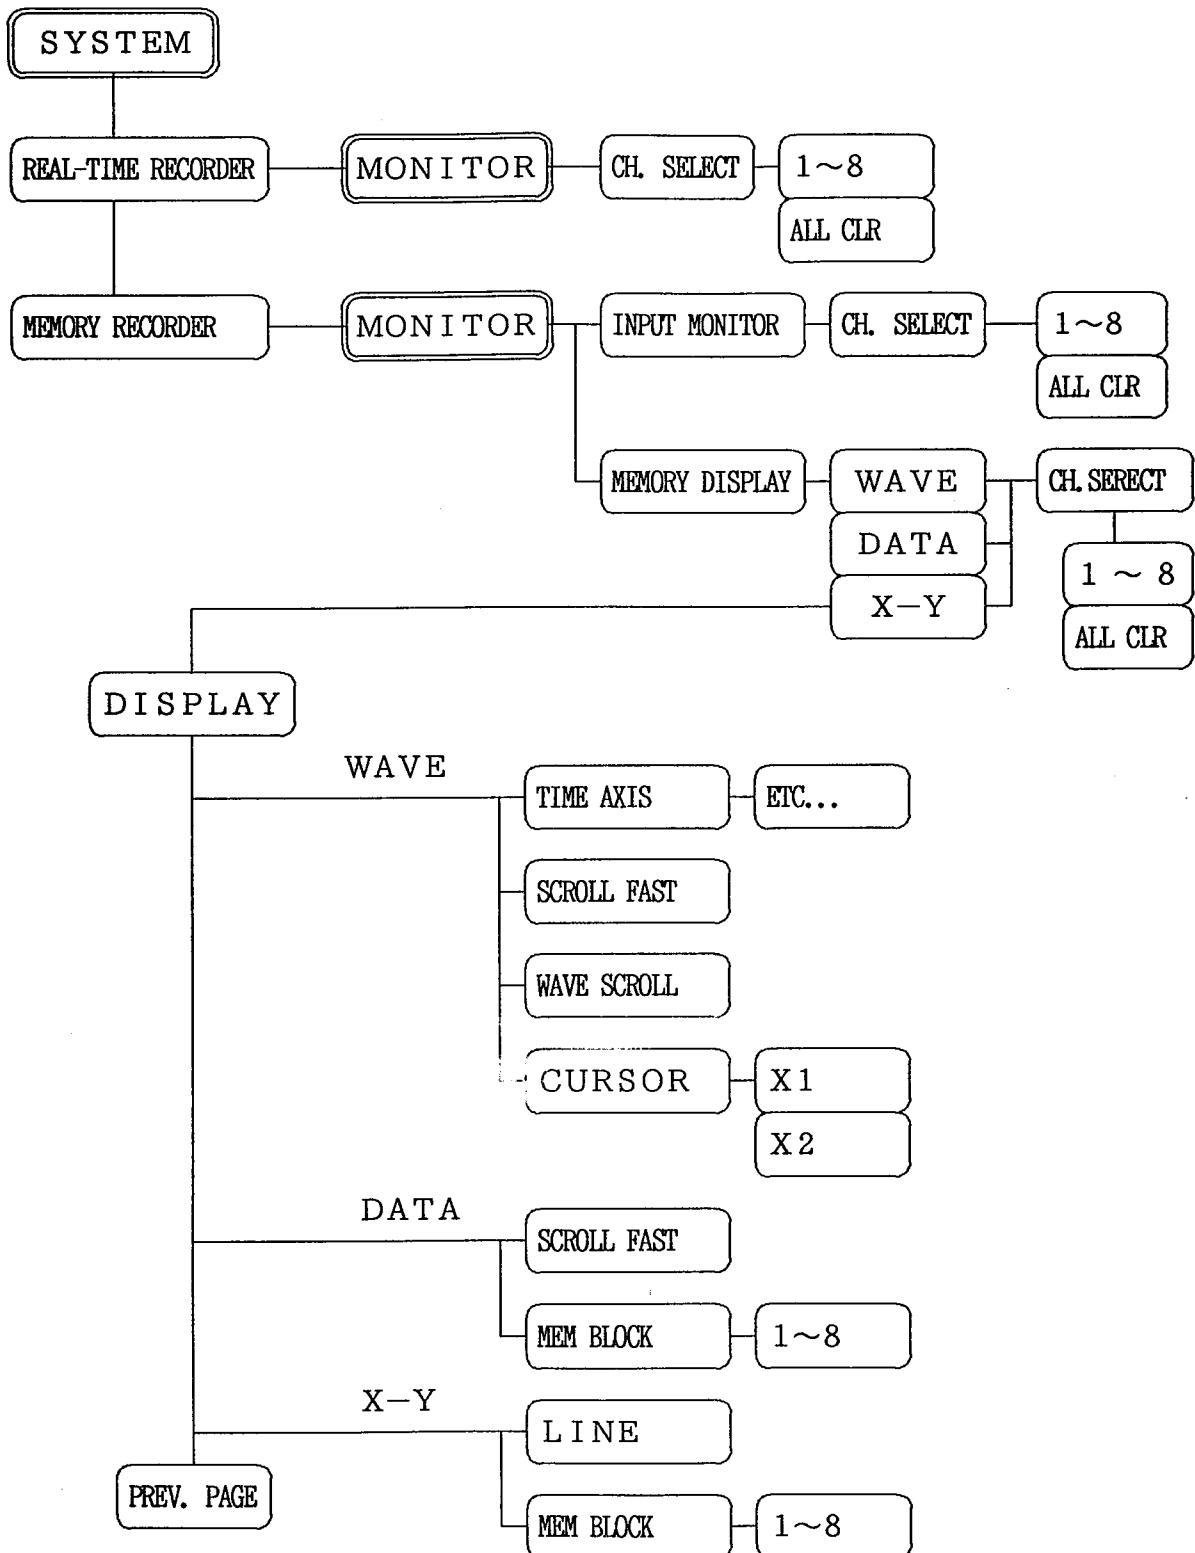 SYSTEM
REAL-TIME RECORDER
MONITOR
CH. SELECT
1～8
ALL CLR
MEMORY RECORDER
MONITOR
INPUT MONITOR
CH. SELECT
1～8
ALL CLR
MEMORY DISPLAY
WAVE
CH. SERECT
DATA
1 ～ 8
X－Y
ALL CLR
DISPLAY
WAVE
TIME AXIS
ETC...
SCROLL FAST
WAVE SCROLL
CURSOR
X1
X2
DATA
SCROLL FAST
MEM BLOCK
1～8
X－Y
LINE
PREV. PAGE
MEM BLOCK
1～8